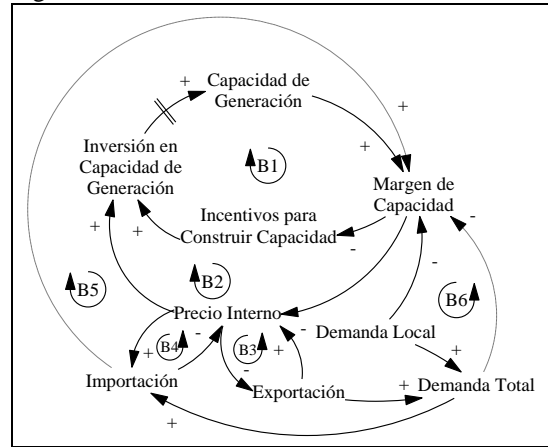 +
Capacidad de
Generación
+
+
Inversión en
Capacidad de
Generación
B1
Margen de
Capacidad
-
+
+
Incentivos para
Construir Capacidad
-
-
-
B5
B2
B6
Precio Interno
-
Demanda Local
+
B4
-
B3
+
-
+
Importación
Exportación
+
Demanda Total
+